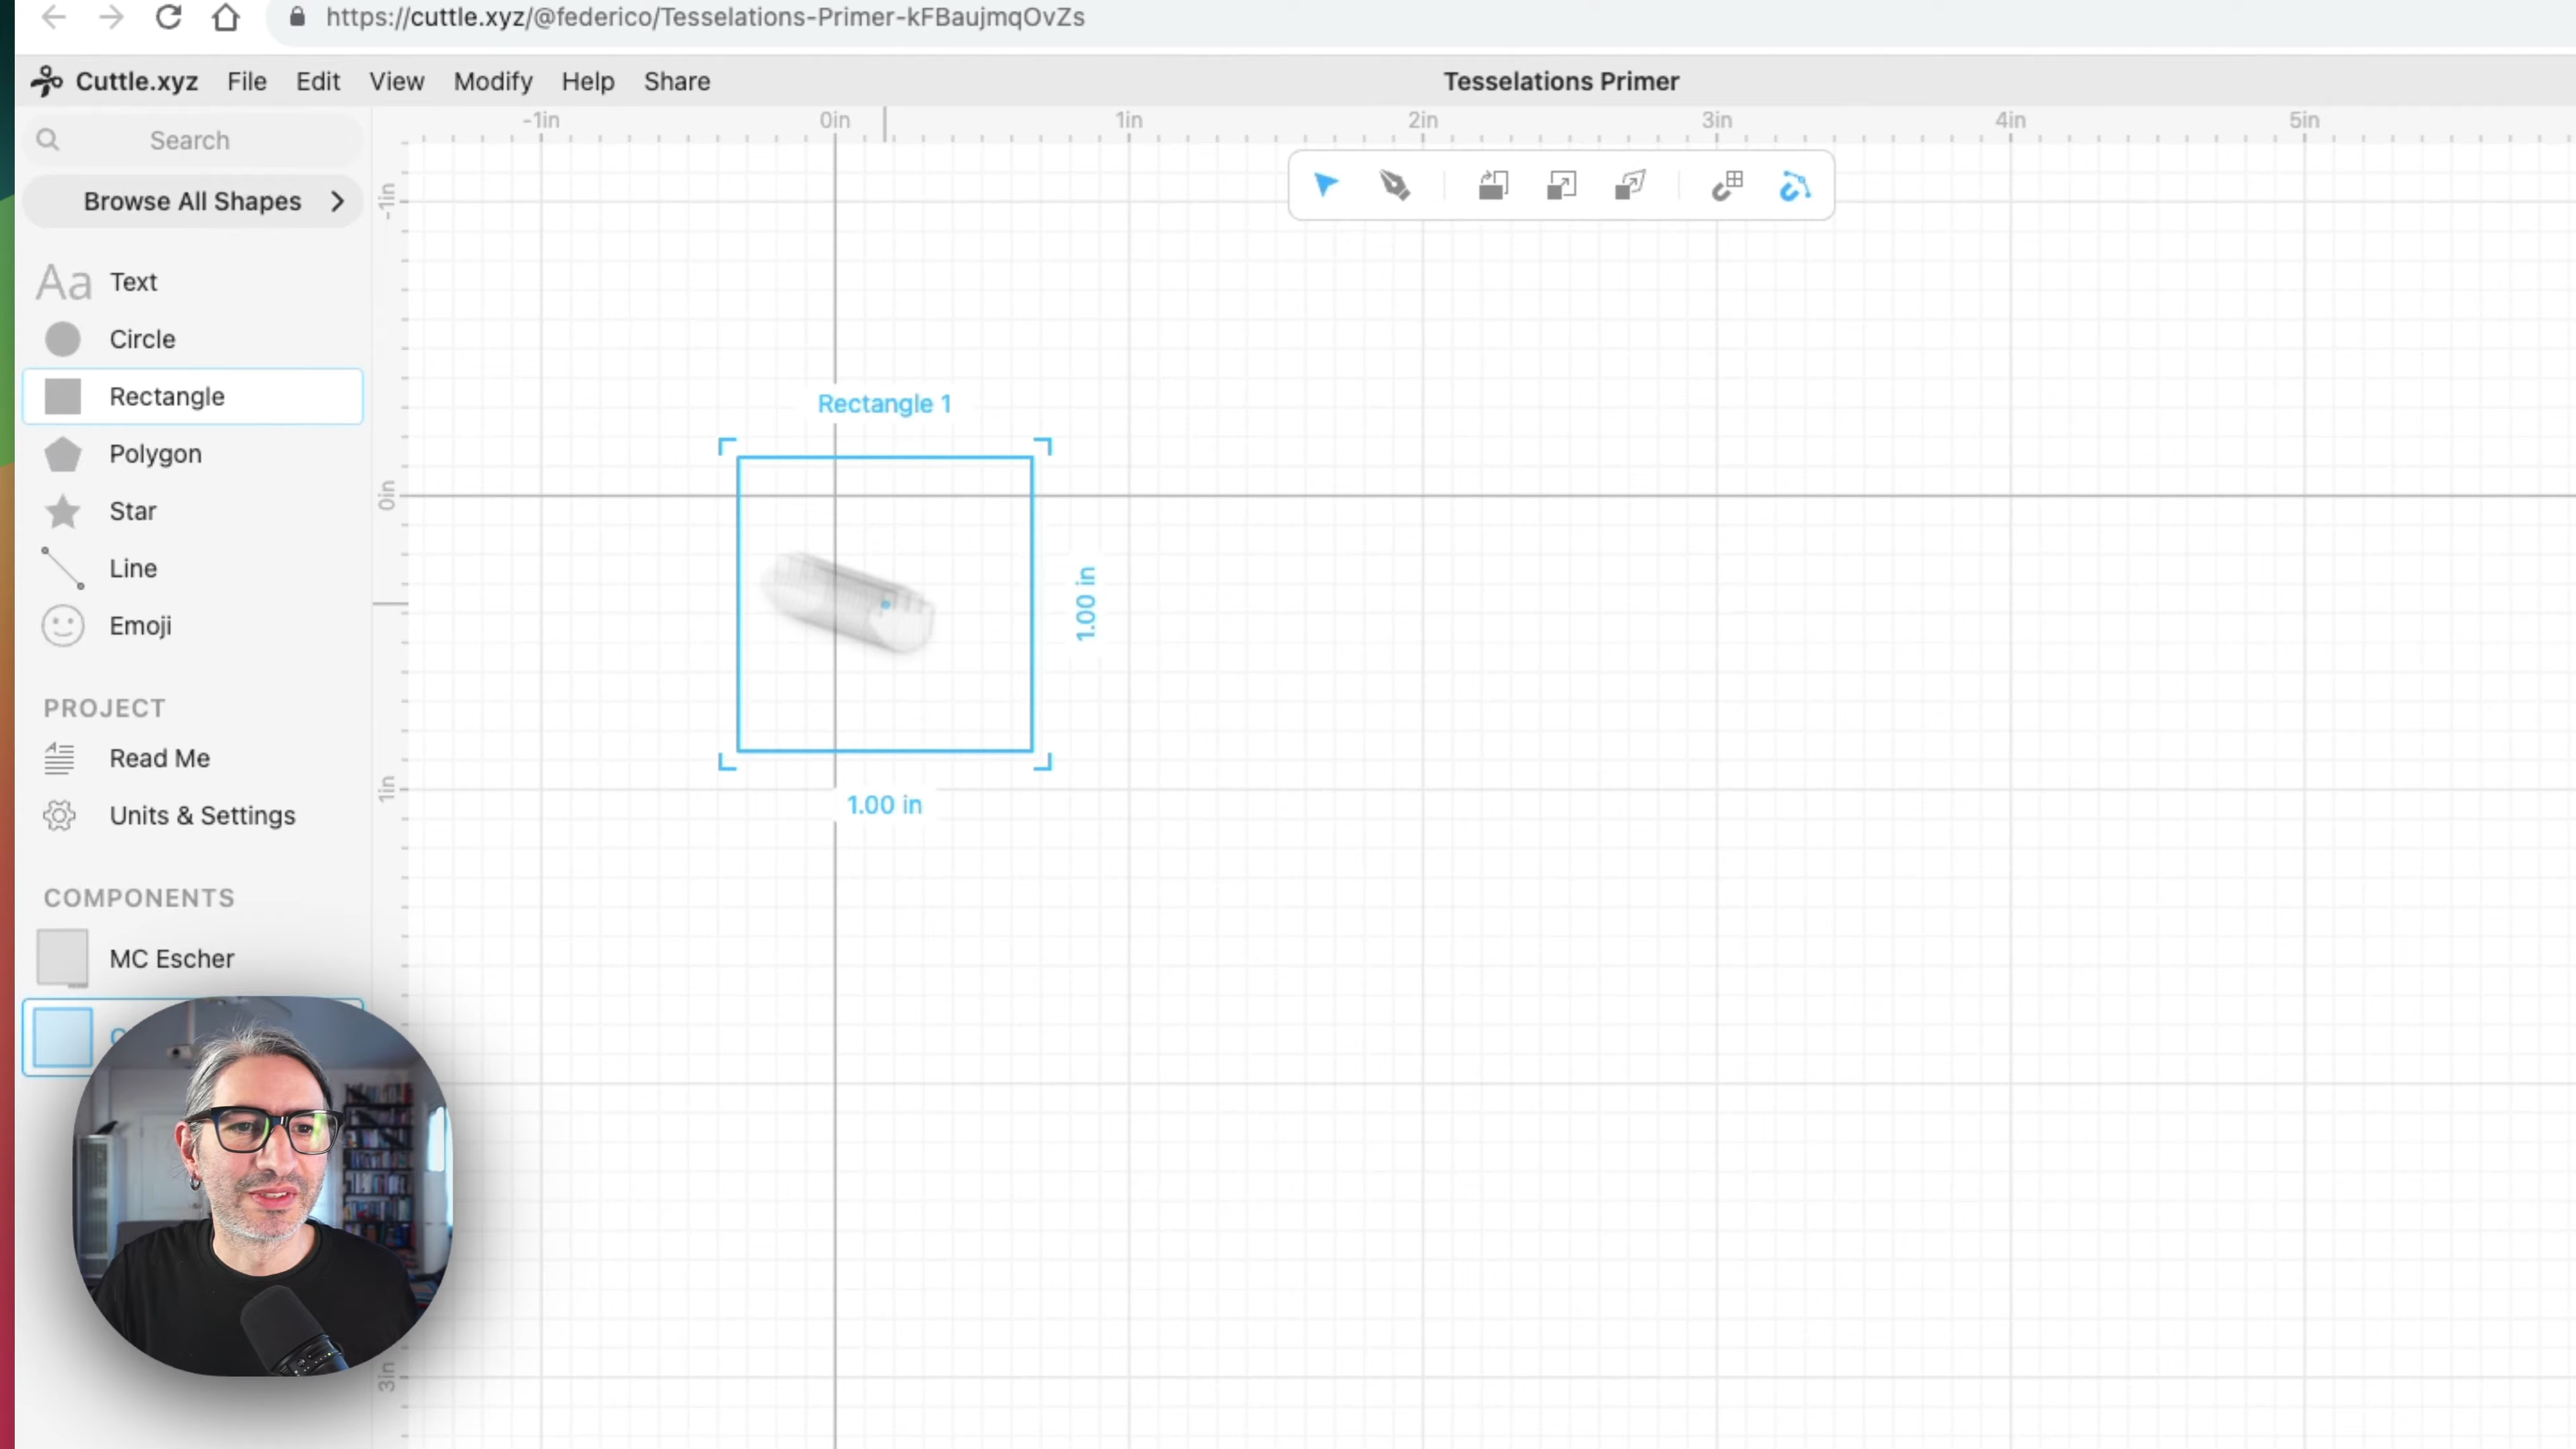 https://cuttle.xyz/@federico/Tesselations-Primer-kFBaujmqOvZs
Cuttle.xyz File Edit View Modify Help Share Tesselations Primer
-1in 0in 1in 2in 3in 4in 5in
Search
Browse All Shapes
-1in
Aa Text
Circle
Rectangle
Rectangle 1
Polygon
0in
Star
Line
1.00 in
Emoji
PROJECT
Read Me
1in
1.00 in
Units & Settings
COMPONENTS
MC Escher
3in